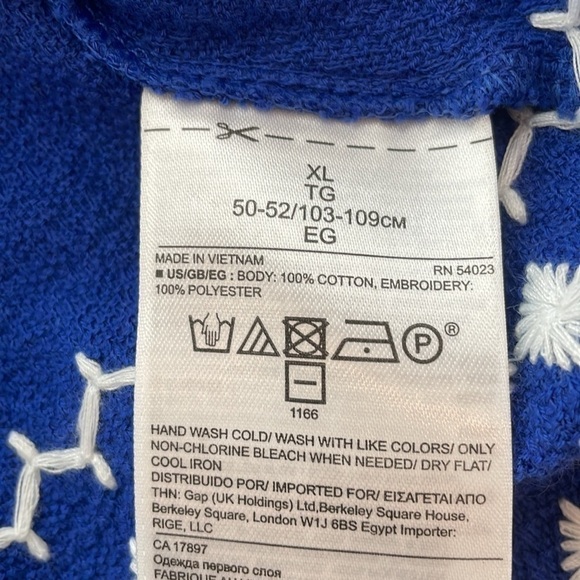 XL
TG
50-52/103-109CM
EG
MADE IN VIETNAM RN 54023
■ US/GB/EG : BODY: 100% COTTON, EMBROIDERY:
100% POLYESTER
P ®
1166
HAND WASH COLD/ WASH WITH LIKE COLORS/ ONLY
NON-CHLORINE BLEACH WHEN NEEDED/ DRY FLAT/
COOL IRON
DISTRIBUIDO POR/ IMPORTED FOR/ ΕΙΣΑΓΕΤΑΙ ΑΠΟ
THN: Gap (UK Holdings) Ltd,Berkeley Square House,
Berkeley Square, London W1J 6BS Egypt Importer:
RIGE, LLC
CA 17897
Одежда первого слоя